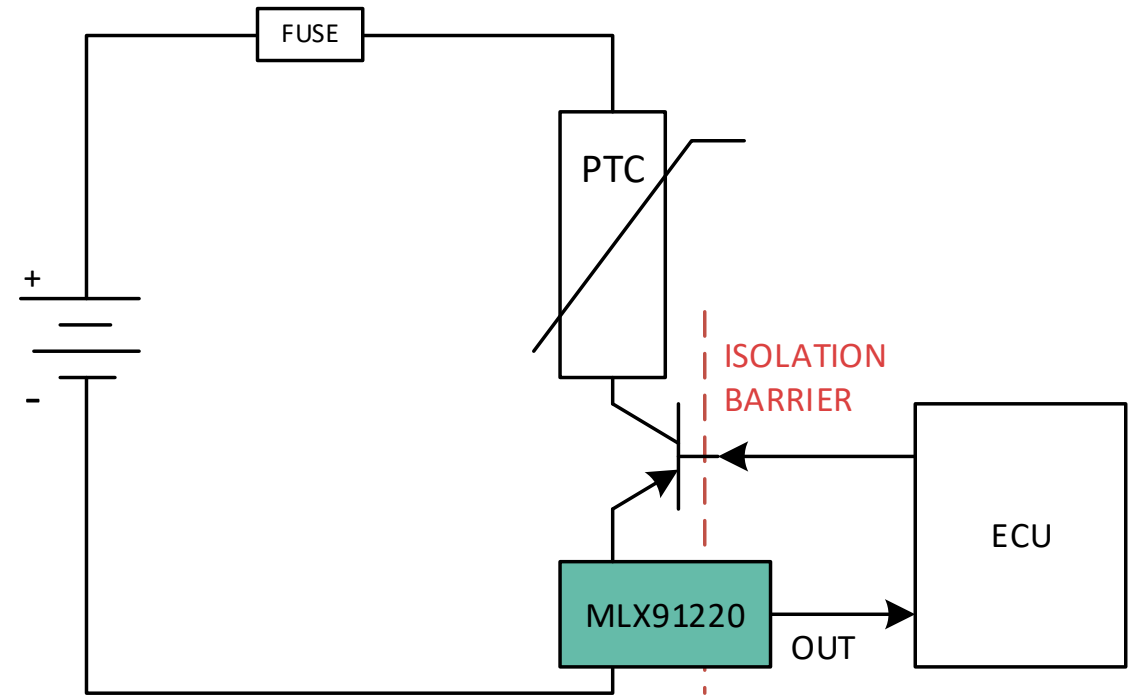 FUSE
PTC
+
-
ISOLATION
BARRIER
ECU
MLX91220
OUT